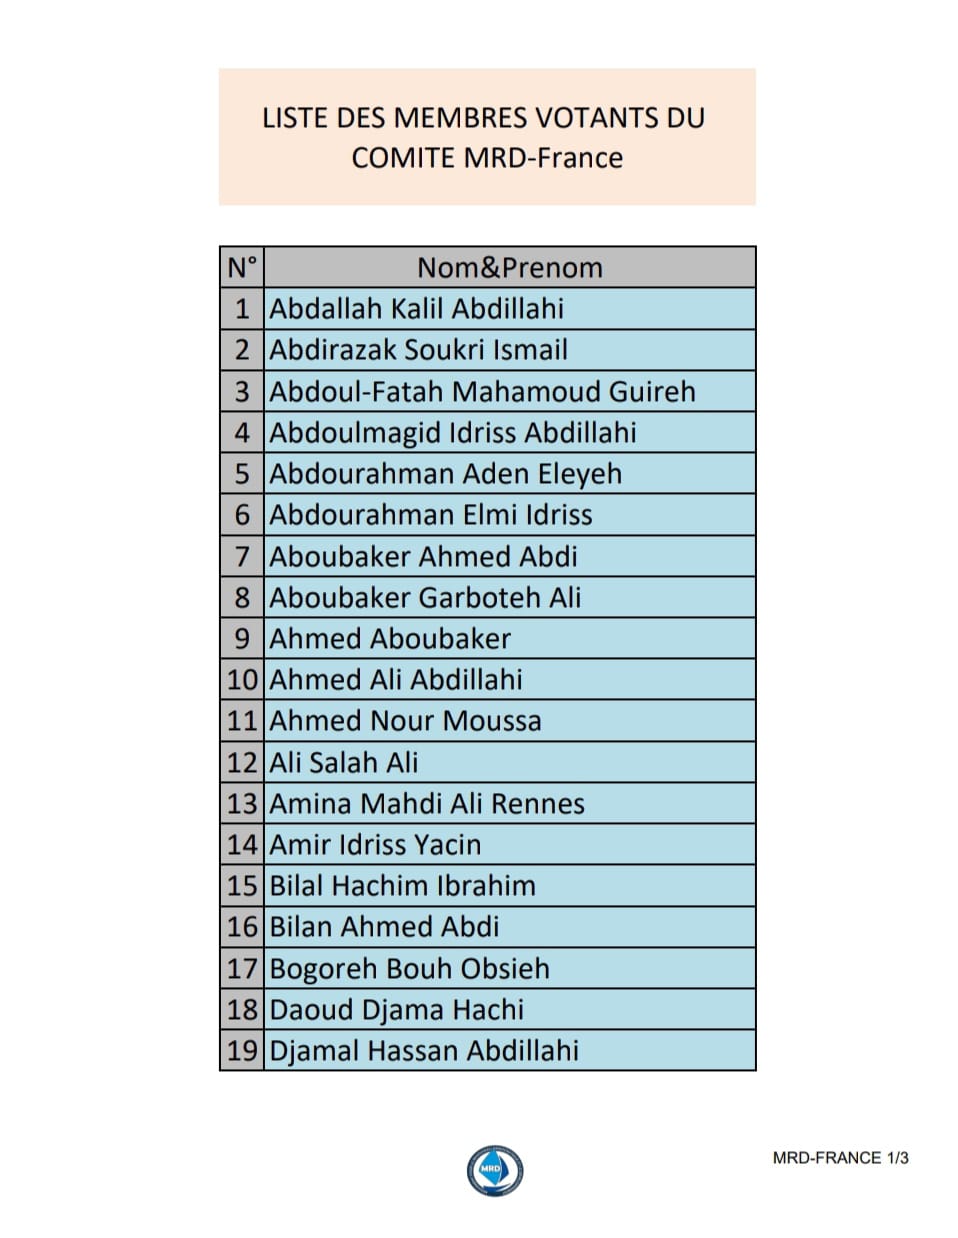 LISTE DES MEMBRES VOTANTS DU
COMITE MRD-France
N° Nom&Prenom
1 Abdallah Kalil Abdillahi
2 Abdirazak Soukri Ismail
3 Abdoul-Fatah Mahamoud Guireh
4 Abdoulmagid Idriss Abdillahi
5 Abdourahman Aden Eleyeh
6 Abdourahman Elmi Idriss
7 Aboubaker Ahmed Abdi
8 Aboubaker Garboteh Ali
9 Ahmed Aboubaker
10 Ahmed Ali Abdillahi
11 Ahmed Nour Moussa
12 Ali Salah Ali
13 Amina Mahdi Ali Rennes
14 Amir Idriss Yacin
15 Bilal Hachim Ibrahim
16 Bilan Ahmed Abdi
17 Bogoreh Bouh Obsieh
18 Daoud Djama Hachi
19 Djamal Hassan Abdillahi
MRD
MRD-FRANCE 1/3